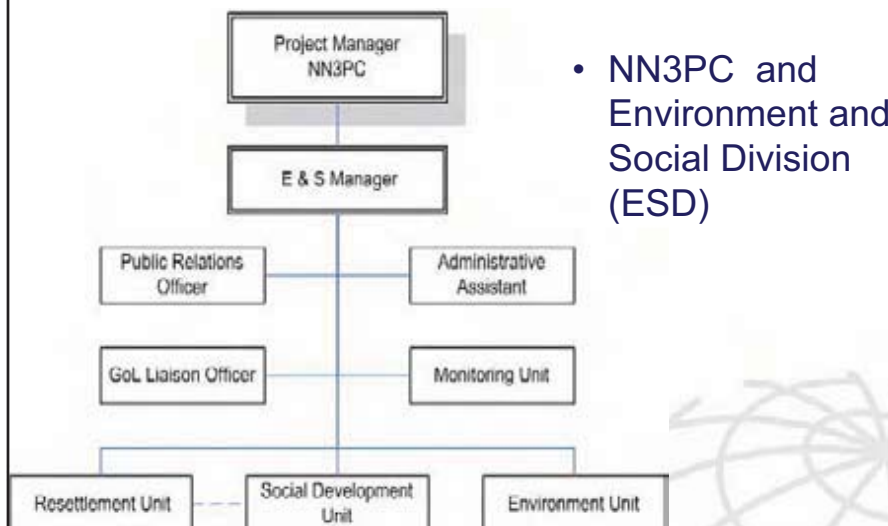 Project Manager
NN3PC
• NN3PC and
Environment and
Social Division
(ESD)
E & S Manager
Public Relations
Officer
Administrative
Assistant
GoL Liaison Officer
Monitoring Unit
Resettlement Unit
Social Development
Unit
Environment Unit